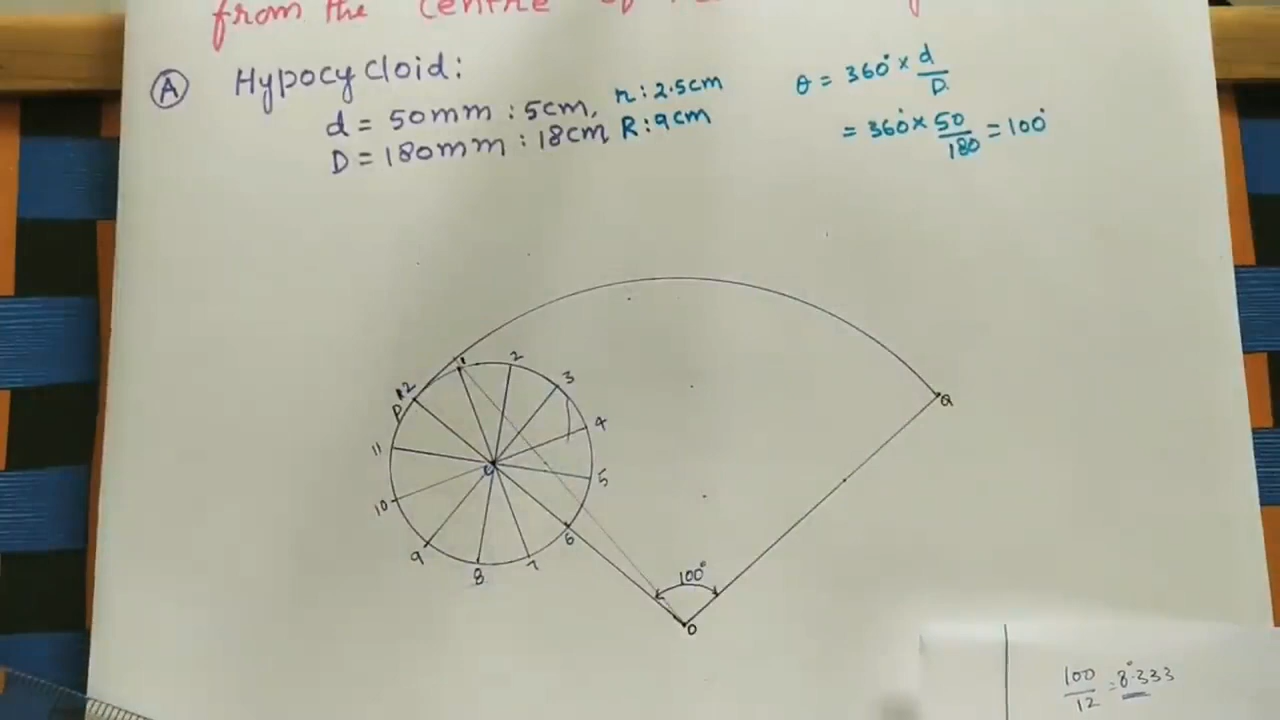 from the centre of
A Hypocycloid:
d = 50mm : 5cm, r : 2.5cm
D = 180mm : 18cm R : 9cm
θ = 360° × d/D
= 360° × 50/180 = 100°
12
P
1
2
3
4
5
6
7
8
9
10
11
C
Q
100°
O
100/12 = 8.°333